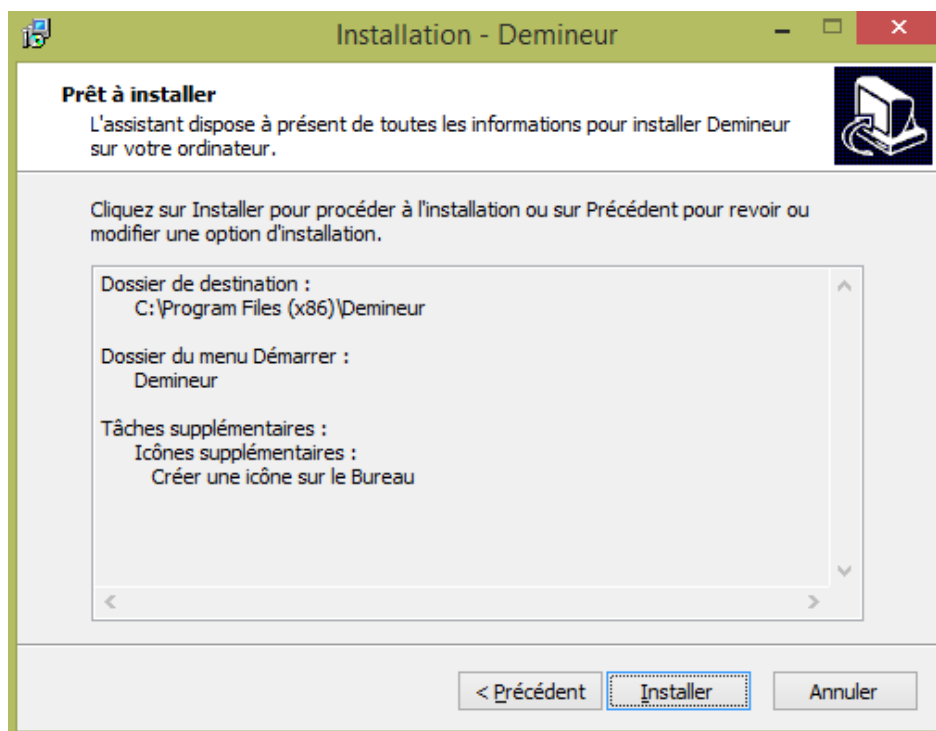 Installation - Demineur
Prêt à installer
L'assistant dispose à présent de toutes les informations pour installer Demineur
sur votre ordinateur.
Cliquez sur Installer pour procéder à l'installation ou sur Précédent pour revoir ou
modifier une option d'installation.
Dossier de destination :
C:\Program Files (x86)\Demineur
Dossier du menu Démarrer :
Demineur
Tâches supplémentaires :
Icônes supplémentaires :
Créer une icône sur le Bureau
< Précédent
Installer
Annuler